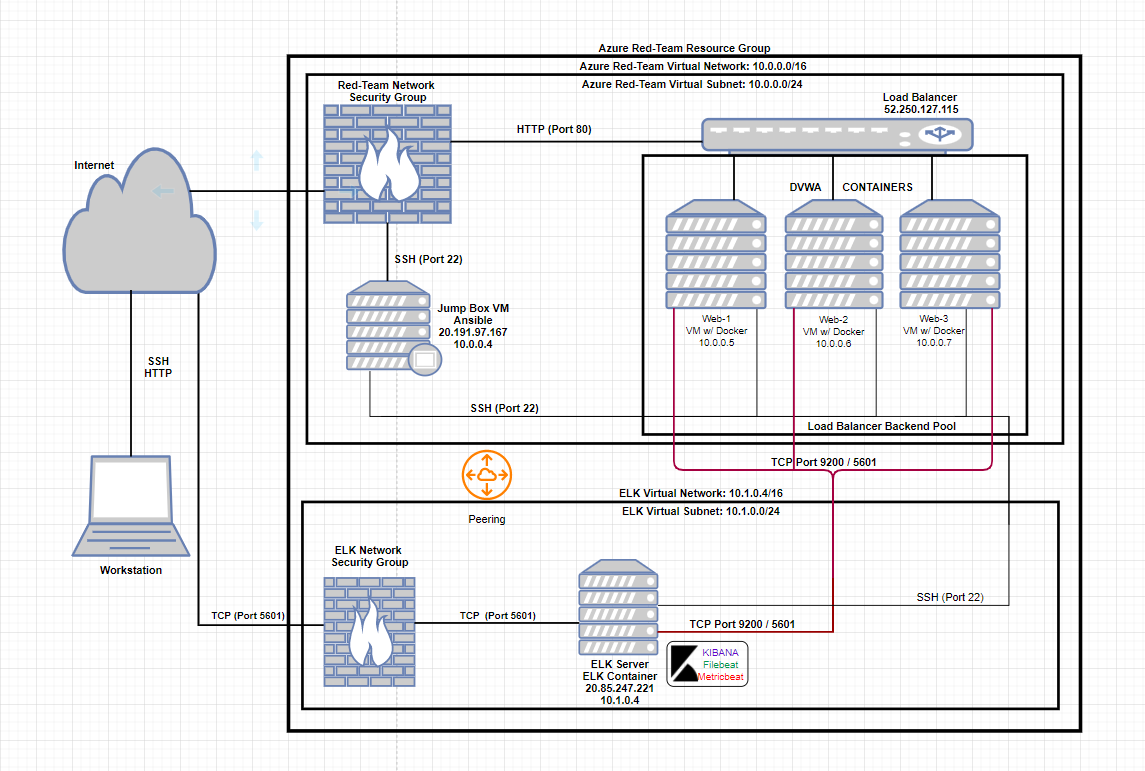 Azure Red-Team Resource Group
Azure Red-Team Virtual Network: 10.0.0.0/16
Azure Red-Team Virtual Subnet: 10.0.0.0/24
Red-Team Network
Security Group
Load Balancer
52.250.127.115
HTTP (Port 80)
Internet
DVWA
CONTAINERS
SSH (Port 22)
Jump Box VM
Ansible
20.191.97.167
10.0.0.4
Web-1
VM w/ Docker
10.0.0.5
Web-2
VM w/ Docker
10.0.0.6
Web-3
VM w/ Docker
10.0.0.7
SSH
HTTP
SSH (Port 22)
Load Balancer Backend Pool
TCP Port 9200 / 5601
ELK Virtual Network: 10.1.0.4/16
ELK Virtual Subnet: 10.1.0.0/24
Peering
ELK Network
Security Group
Workstation
TCP (Port 5601)
TCP (Port 5601)
SSH (Port 22)
TCP Port 9200 / 5601
ELK Server
ELK Container
20.85.247.221
10.1.0.4
KIBANA
Filebeat
Metricbeat